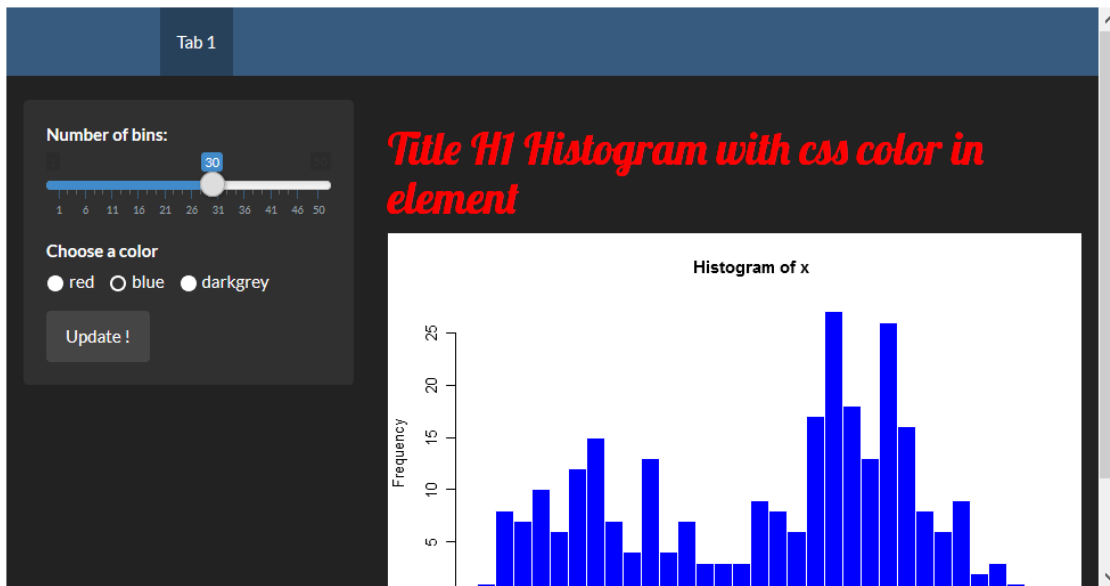 Tab 1
Number of bins:
30
1 6 11 16 21 26 31 36 41 46 50
Choose a color
red blue darkgrey
Update !
Title H1 Histogram with css color in
element
Histogram of x
Frequency
25
20
15
10
5